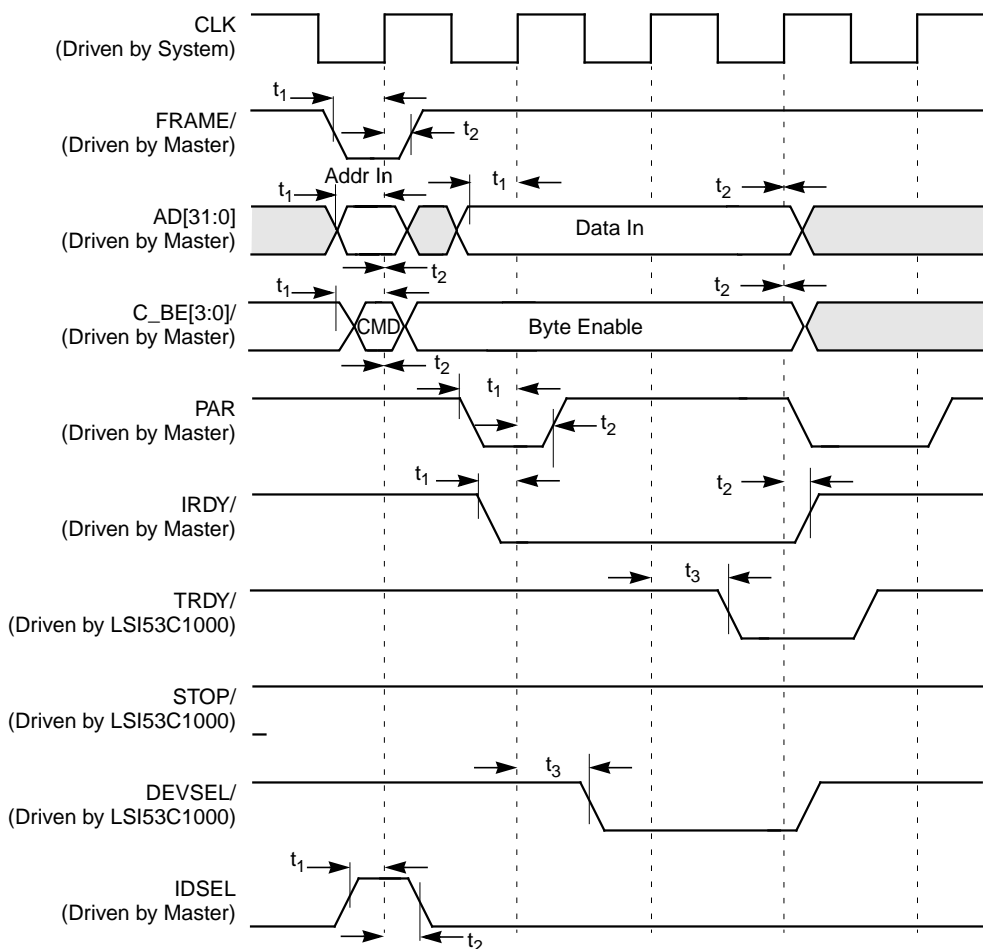 CLK
(Driven by System)
t1
FRAME/
(Driven by Master)
t2
Addr In
t1
t1
t2
AD[31:0]
(Driven by Master)
Data In
t2
t1
t2
C_BE[3:0]/
(Driven by Master)
CMD
Byte Enable
t2
t1
PAR
(Driven by Master)
t2
t1
t2
IRDY/
(Driven by Master)
t3
TRDY/
(Driven by LSI53C1000)
STOP/
(Driven by LSI53C1000)
t3
DEVSEL/
(Driven by LSI53C1000)
t1
IDSEL
(Driven by Master)
t2